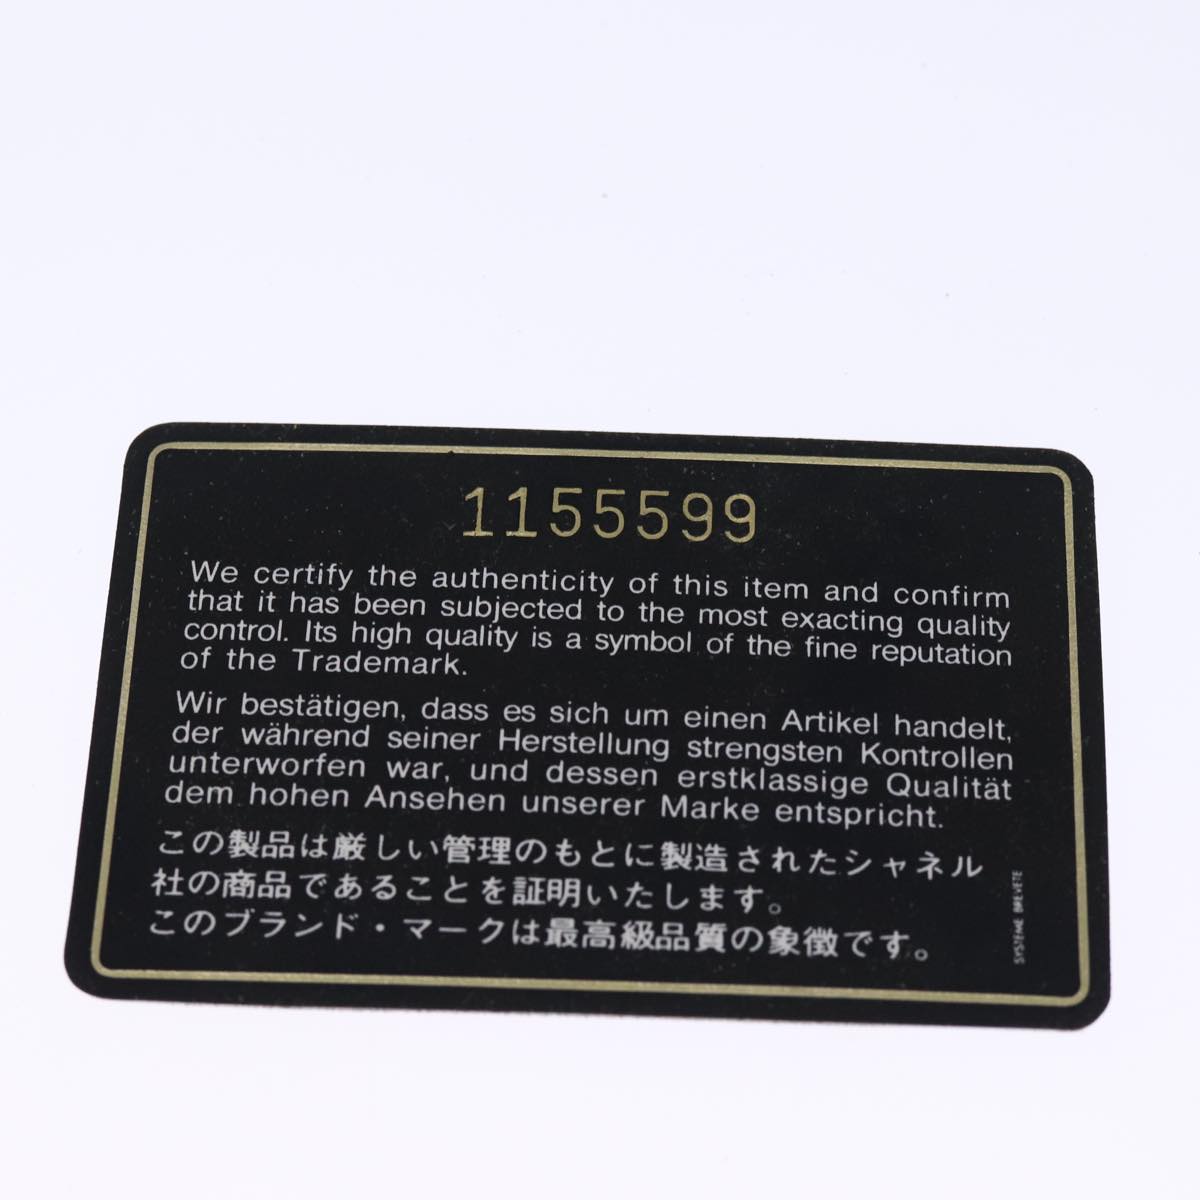 1155599
We certify the authenticity of this item and confirm
that it has been subjected to the most exacting quality
control. Its high quality is a symbol of the fine reputation
of the Trademark.
Wir bestätigen, dass es sich um einen Artikel handelt,
der während seiner Herstellung strengsten Kontrollen
unterworfen war, und dessen erstklassige Qualität
dem hohen Ansehen unserer Marke entspricht.
この製品は厳しい管理のもとに製造されたシャネル
社の商品であることを証明いたします。
このブランド・マークは最高級品質の象徴です。
SYSTEME BREVETE